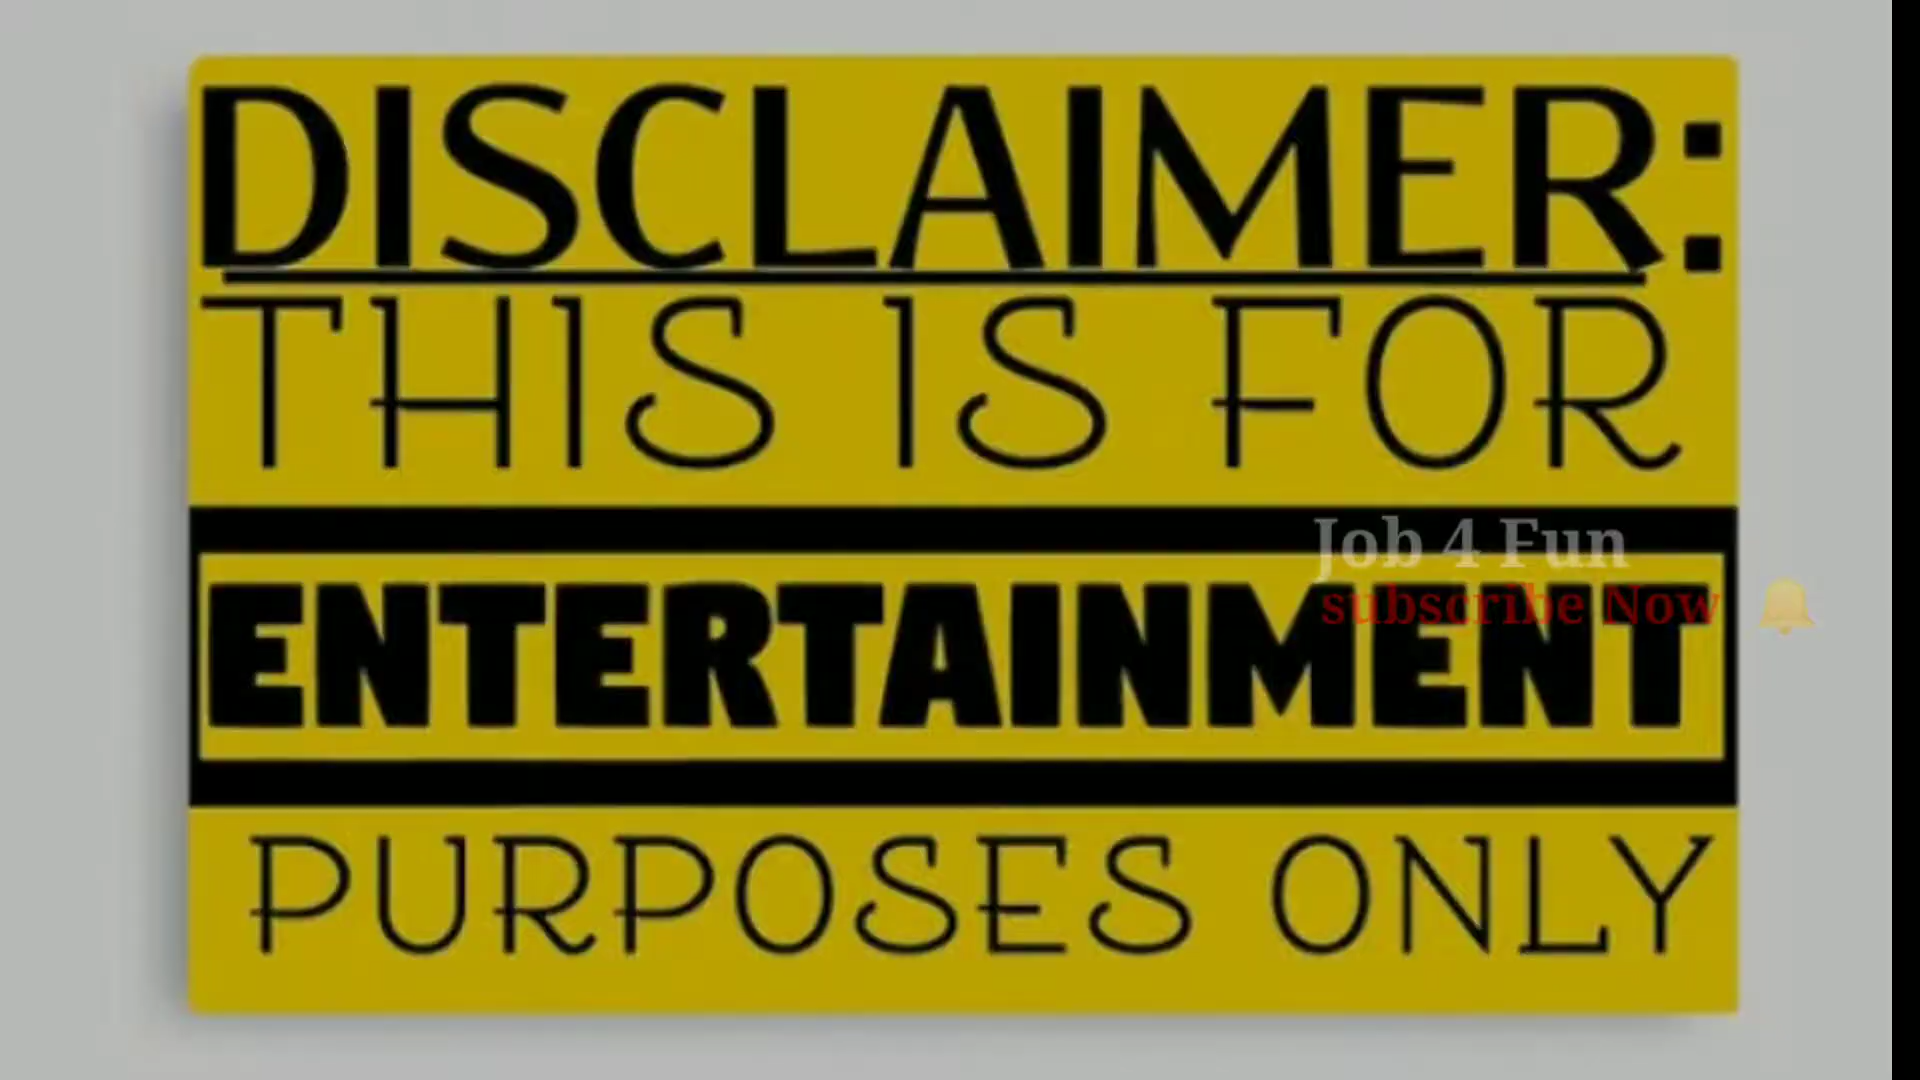 DISCLAIMER:
THIS IS FOR
Job 4 Fun
subscribe Now
ENTERTAINMENT
PURPOSES ONLY